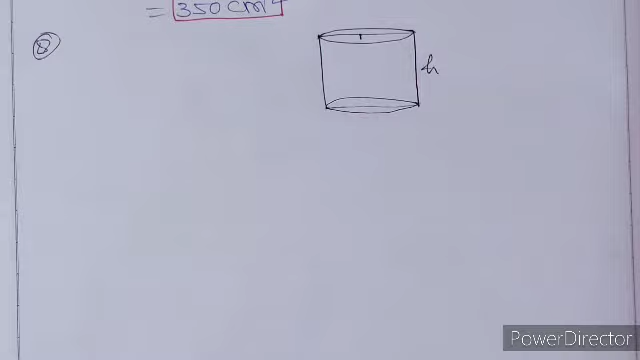 = 350 cm²
⑧
h
PowerDirector